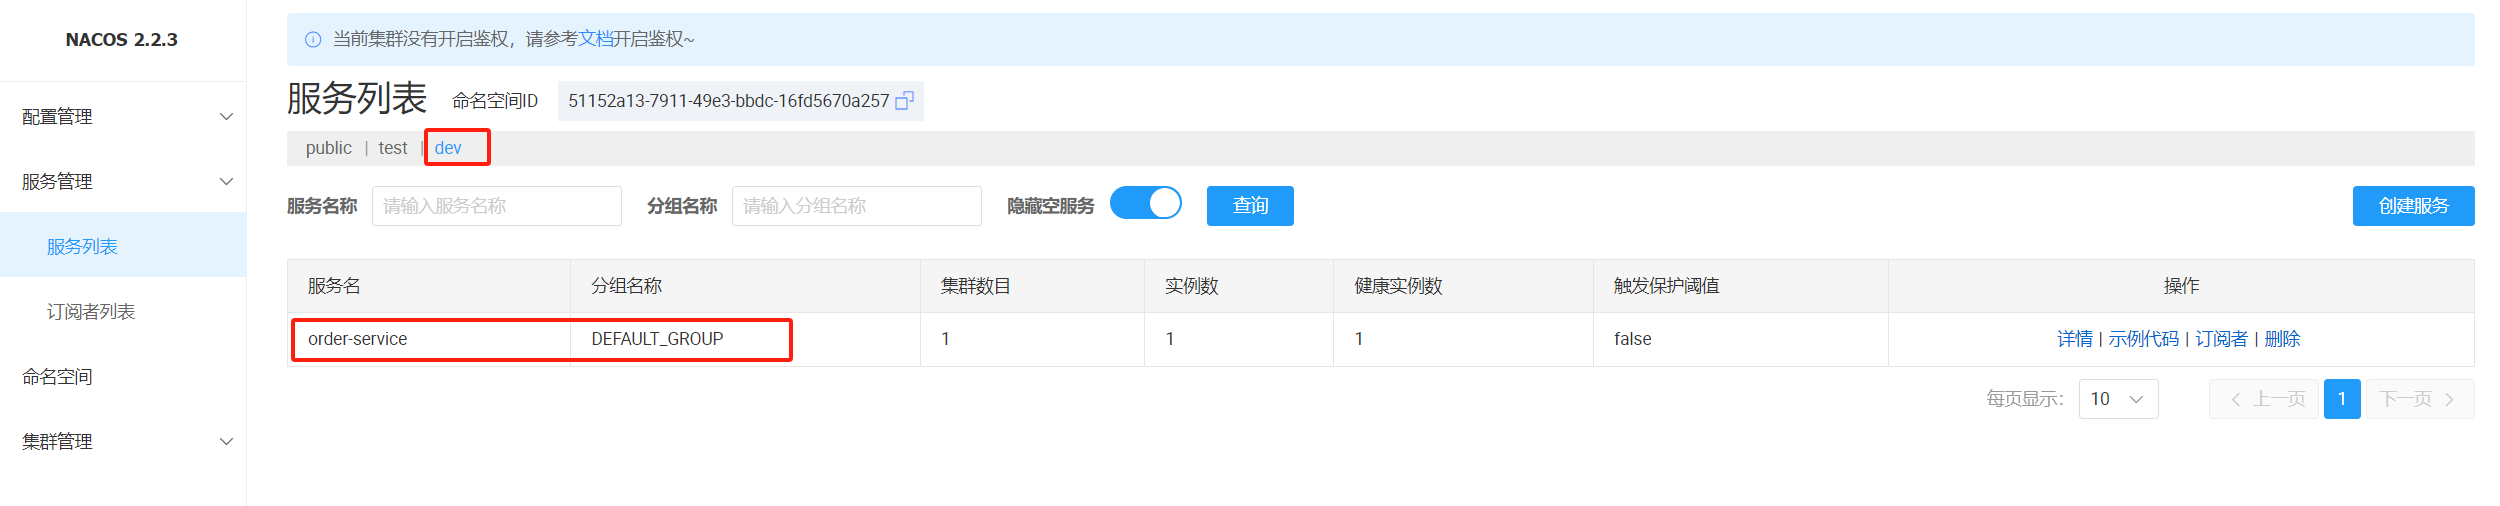 NACOS 2.2.3
配置管理
服务管理
服务列表
订阅者列表
命名空间
集群管理
当前集群没有开启鉴权，请参考文档开启鉴权~
服务列表 命名空间ID 51152a13-7911-49e3-bbdc-16fd5670a257
public | test | dev
服务名称 请输入服务名称 分组名称 请输入分组名称 隐藏空服务 查询 创建服务
服务名 分组名称 集群数目 实例数 健康实例数 触发保护阈值 操作
order-service DEFAULT_GROUP 1 1 1 false 详情 | 示例代码 | 订阅者 | 删除
每页显示： 10 上一页 1 下一页